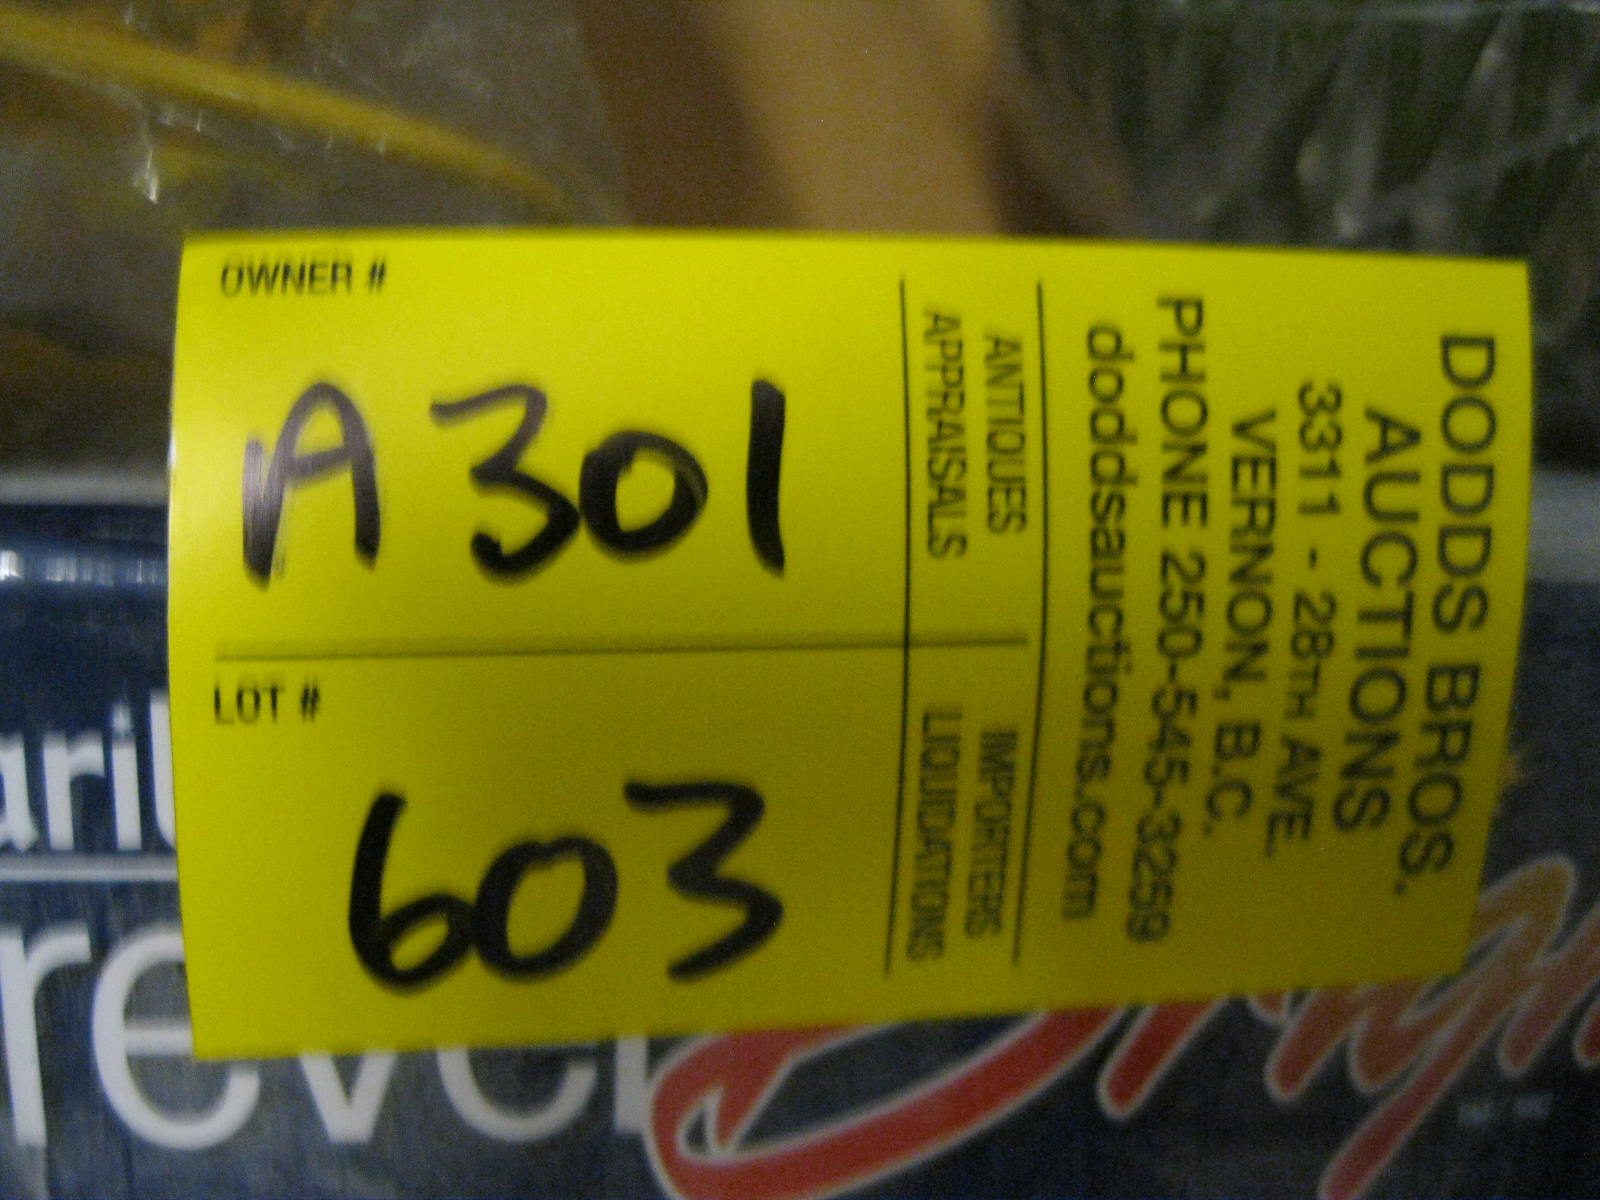 OWNER #
A301
LOT #
603
ANTIQUES
APPRAISALS
IMPORTERS
LIQUIDATIONS
DODDS BROS.
AUCTIONS
3311 - 28TH AVE.
VERNON, B.C.
PHONE 250-545-3259
doddsauctions.com